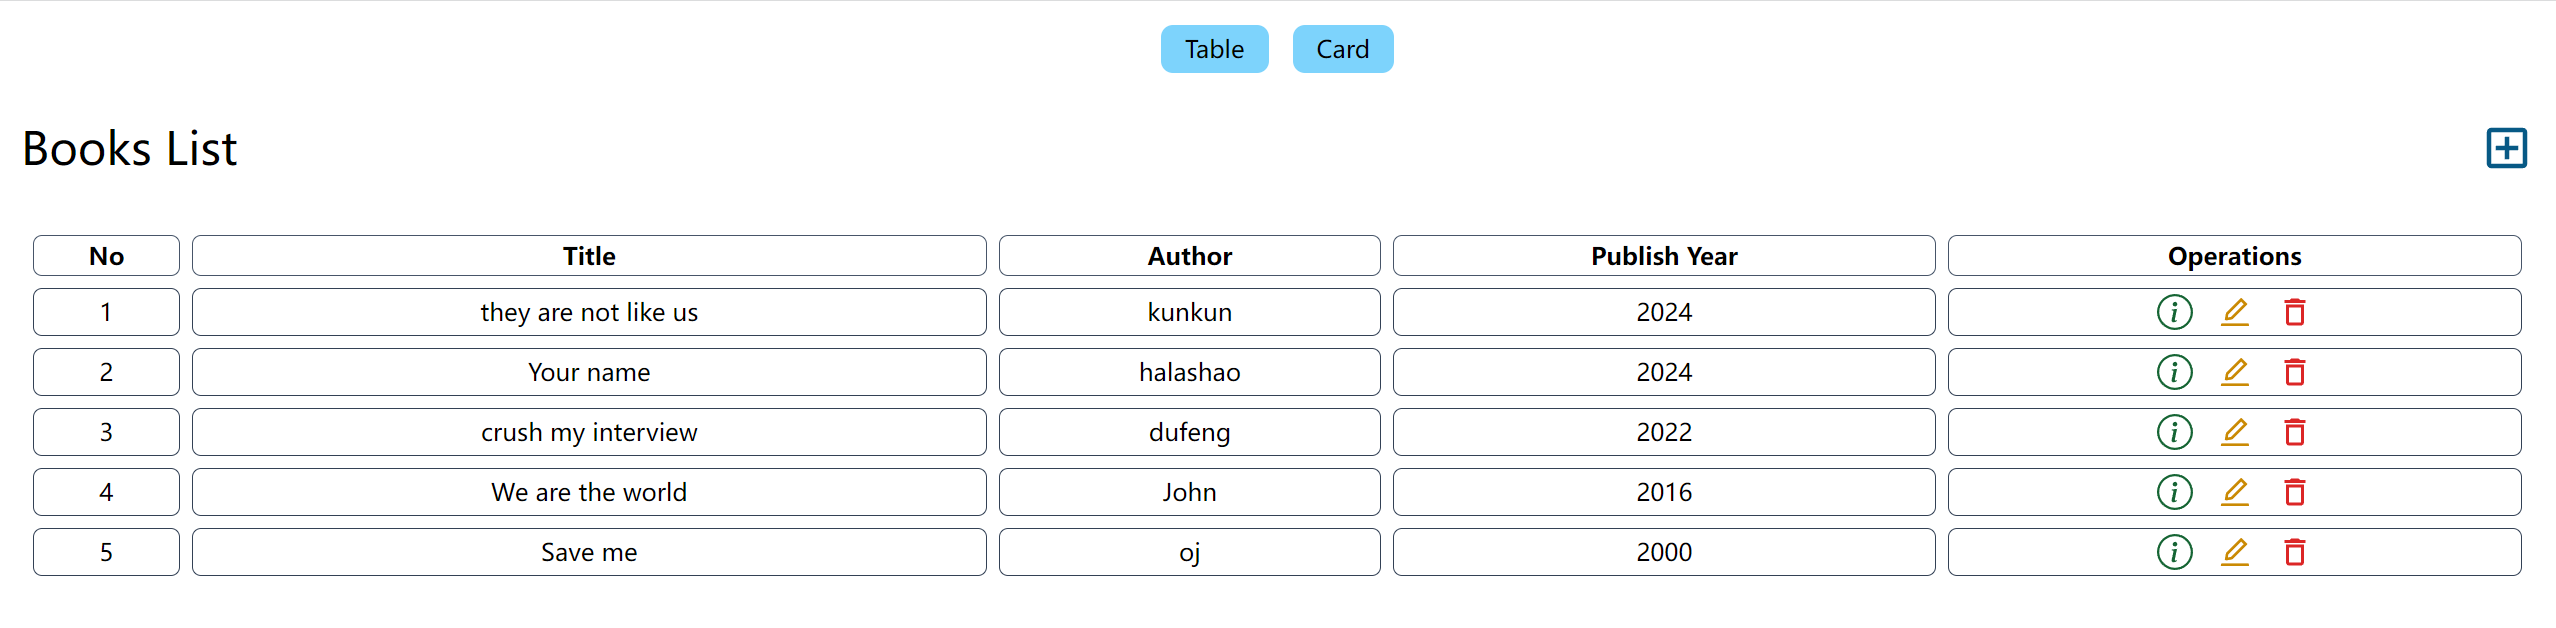 Table Card
Books List
No Title Author Publish Year Operations
1 they are not like us kunkun 2024
2 Your name halashao 2024
3 crush my interview dufeng 2022
4 We are the world John 2016
5 Save me oj 2000